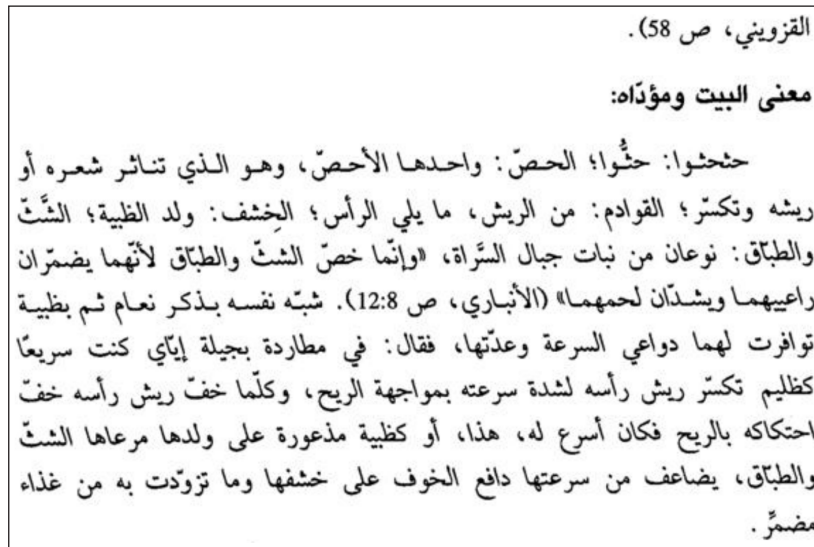 القزويني، ص 58).
معنى البيت ومؤدّاه:
حثحثوا: حثُّوا؛ الحصّ: واحدها الأحصّ، وهو الذي تناثر شعره أو
ريشه وتكسّر؛ القوادم: من الريش، ما يلي الرأس؛ الخِشف: ولد الظبية؛ الشَّثّ
والطبّاق: نوعان من نبات جبال السَّراة، «وإنّما خصّ الشثّ والطبّاق لأنّهما يضمّران
راعييهما ويشدّان لحمهما» (الأنباري، ص 12:8). شبّه نفسه بذكر نعام ثم بظبية
توافرت لهما دواعي السرعة وعدّتها، فقال: في مطاردة بجيلة إيّاي كنت سريعًا
كظليم تكسّر ريش رأسه لشدة سرعته بمواجهة الريح، وكلّما خفّ ريش رأسه خفّ
احتكاكه بالريح فكان أسرع له، هذا، أو كظبية مذعورة على ولدها مرعاها الشثّ
والطبّاق، يضاعف من سرعتها دافع الخوف على خشفها وما تزوّدت به من غذاء
مضمرِّ.